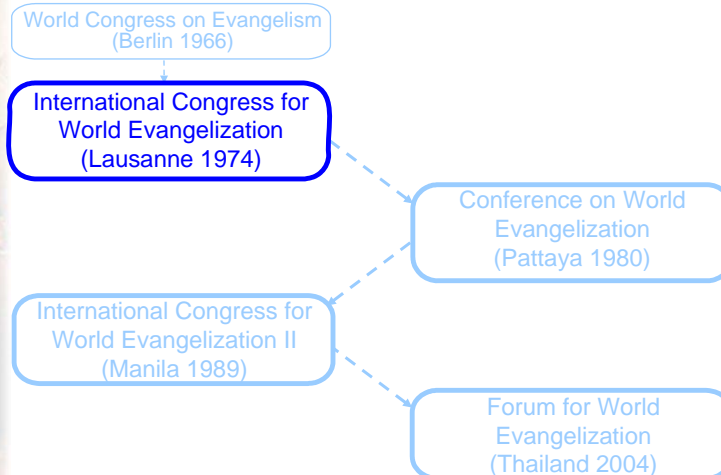 World Congress on Evangelism
(Berlin 1966)
International Congress for
World Evangelization
(Lausanne 1974)
Conference on World
Evangelization
(Pattaya 1980)
International Congress for
World Evangelization II
(Manila 1989)
Forum for World
Evangelization
(Thailand 2004)